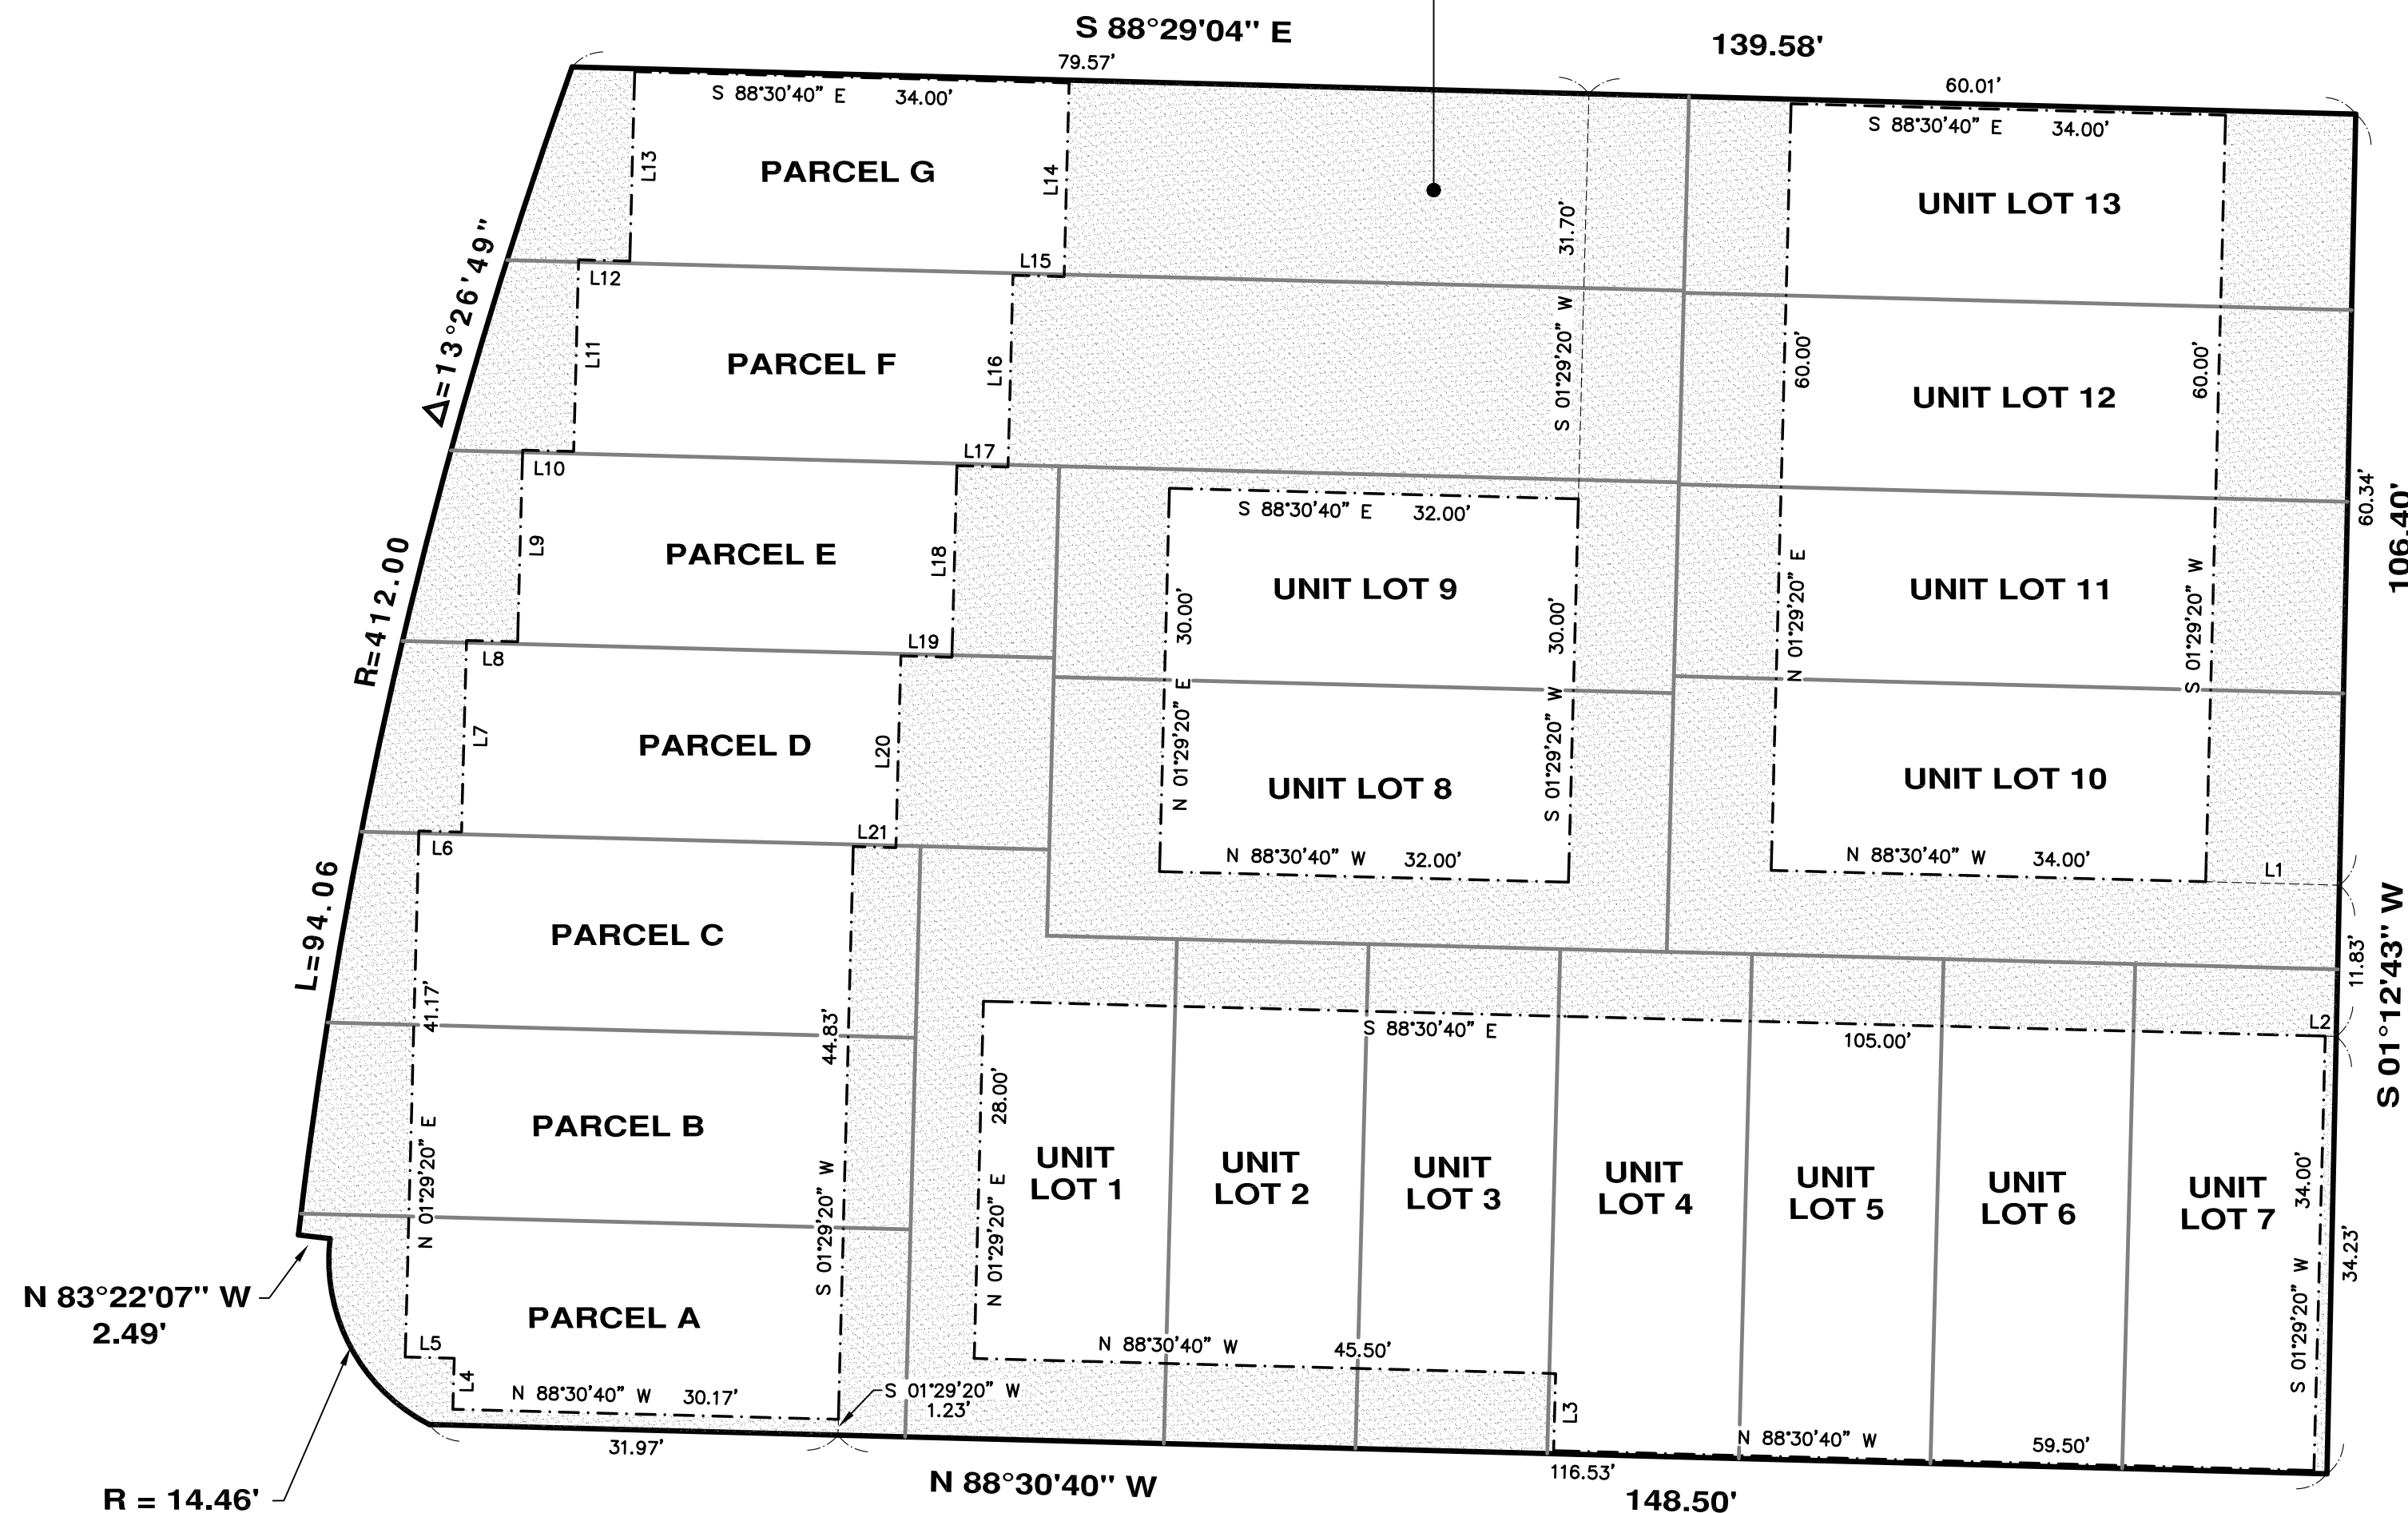 S 88°29'04" E
139.58'
79.57'
60.01'
S 88°30'40" E 34.00'
S 88°30'40" E 34.00'
L13
PARCEL G
L14
UNIT LOT 13
31.70'
S 01°29'20" W
L12
L15
Δ=13°26'49"
L11
PARCEL F
L16
60.00'
N 01°29'20" E
UNIT LOT 12
60.00'
S 01°29'20" W
L10
L17
60.34'
106.40'
S 01°12'43" W
S 88°30'40" E 32.00'
R=412.00
L9
PARCEL E
L18
30.00'
N 01°29'20" E
UNIT LOT 9
30.00'
S 01°29'20" W
UNIT LOT 11
L8
L19
L7
PARCEL D
L20
UNIT LOT 8
UNIT LOT 10
L6
L21
N 88°30'40" W 32.00'
N 88°30'40" W 34.00'
L1
L=94.06
PARCEL C
11.83'
41.17'
N 01°29'20" E
44.83'
S 01°29'20" W
S 88°30'40" E
105.00'
L2
28.00'
N 01°29'20" E
PARCEL B
UNIT
LOT 1
UNIT
LOT 2
UNIT
LOT 3
UNIT
LOT 4
UNIT
LOT 5
UNIT
LOT 6
UNIT
LOT 7
34.00'
S 01°29'20" W
34.23'
N 83°22'07" W
2.49'
PARCEL A
L5
L4
N 88°30'40" W 30.17'
S 01°29'20" W
1.23'
N 88°30'40" W 45.50'
L3
N 88°30'40" W 59.50'
31.97'
116.53'
R = 14.46'
N 88°30'40" W
148.50'